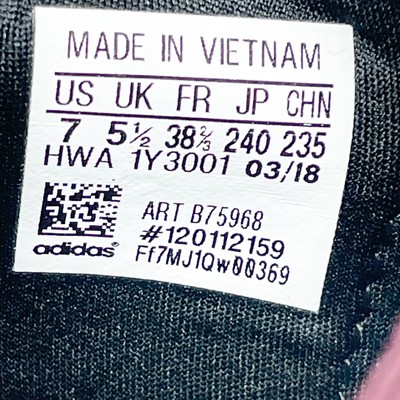 MADE IN VIETNAM
US UK FR JP CHN
7 5½ 38⅔ 240 235
HWA 1Y3001 03/18
ART B75968
#120112159
adidas®
Ff7MJ1Qw00369